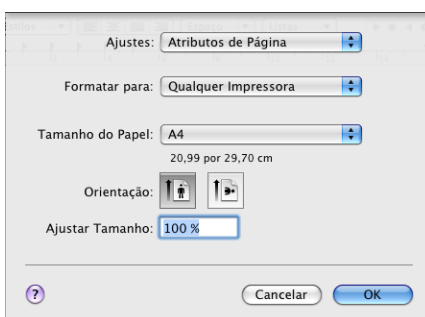 Ajustes: Atributos de Página
Formatar para: Qualquer Impressora
Tamanho do Papel: A4
20,99 por 29,70 cm
Orientação:
Ajustar Tamanho: 100 %
? Cancelar OK